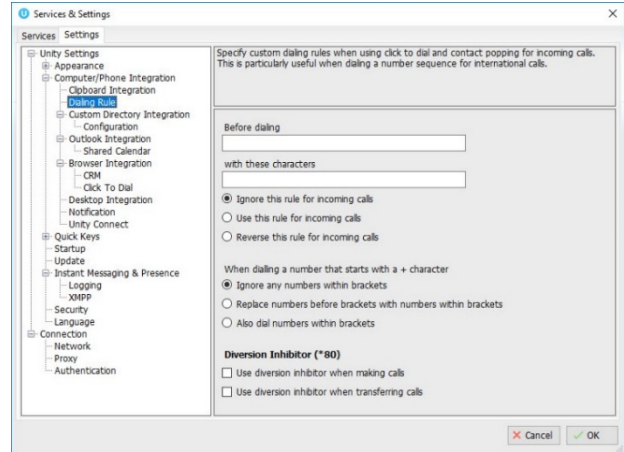 Services & Settings
Services
Settings
Unity Settings
Appearance
Computer/Phone Integration
Clipboard Integration
Dialing Rule
Custom Directory Integration
Configuration
Outlook Integration
Shared Calendar
Browser Integration
CRM
Click To Dial
Desktop Integration
Notification
Unity Connect
Quick Keys
Startup
Update
Instant Messaging & Presence
Logging
XMPP
Security
Language
Connection
Network
Proxy
Authentication
Specify custom dialing rules when using click to dial and contact popping for incoming calls.
This is particularly useful when dialing a number sequence for international calls.
Before dialing
with these characters
Ignore this rule for incoming calls
Use this rule for incoming calls
Reverse this rule for incoming calls
When dialing a number that starts with a + character
Ignore any numbers within brackets
Replace numbers before brackets with numbers within brackets
Also dial numbers within brackets
Diversion Inhibitor (*80)
Use diversion inhibitor when making calls
Use diversion inhibitor when transferring calls
Cancel
OK